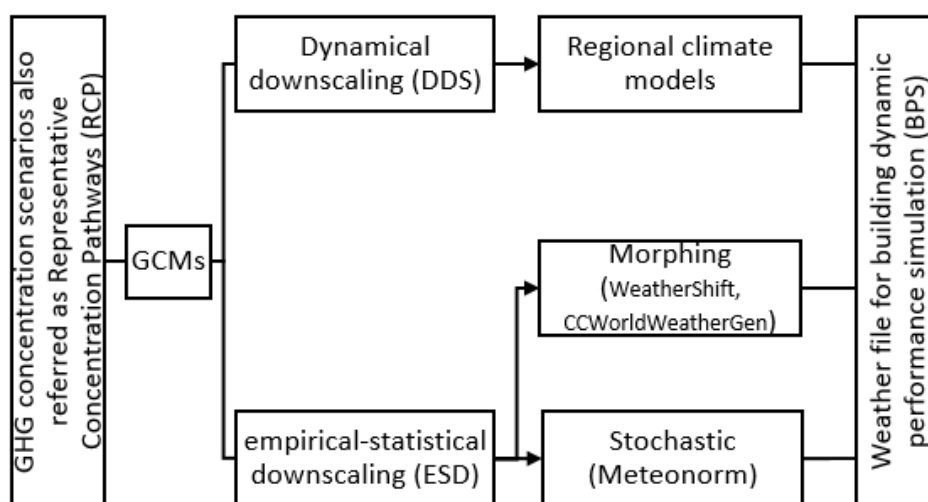 GHG concentration scenarios also
referred as Representative
Concentration Pathways (RCP)
GCMs
Dynamical
downscaling (DDS)
Regional climate
models
Morphing
(WeatherShift,
CCWorldWeatherGen)
empirical-statistical
downscaling (ESD)
Stochastic
(Meteonorm)
Weather file for building dynamic
performance simulation (BPS)